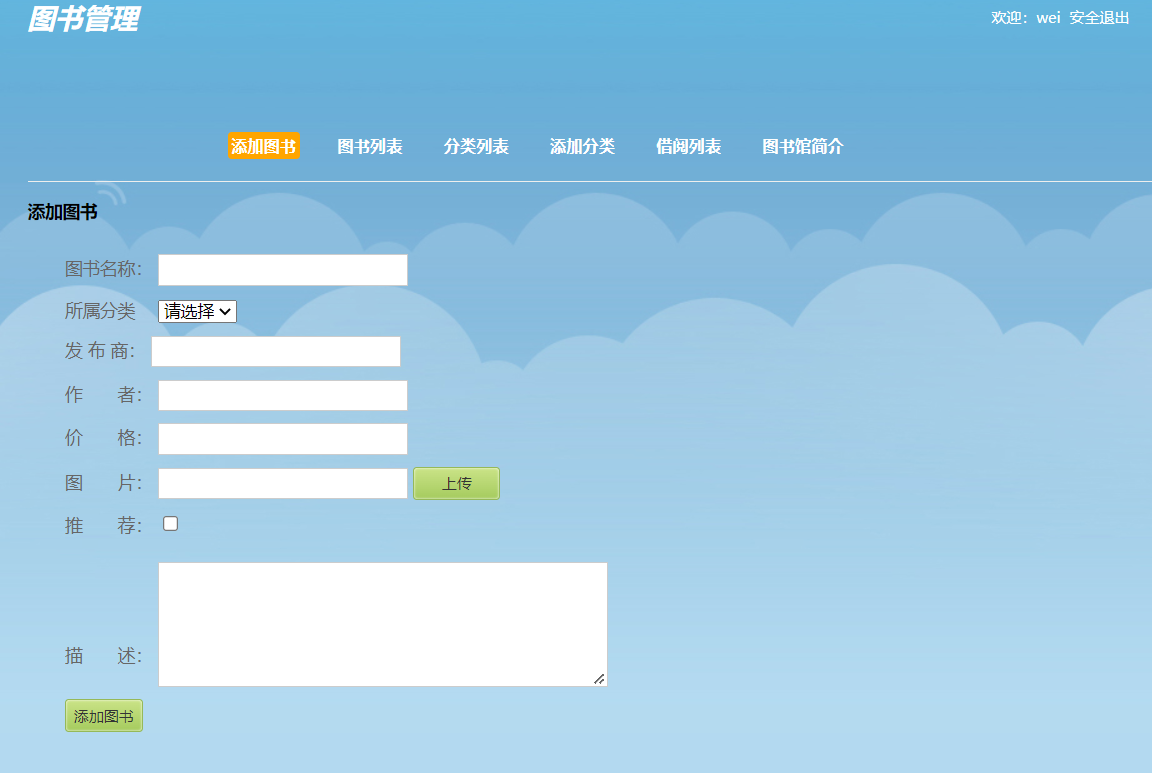 图书管理
欢迎：wei 安全退出
添加图书 图书列表 分类列表 添加分类 借阅列表 图书馆简介
添加图书
图书名称：
所属分类 请选择
发 布 商：
作 者：
价 格：
图 片： 上传
推 荐：
描 述：
添加图书